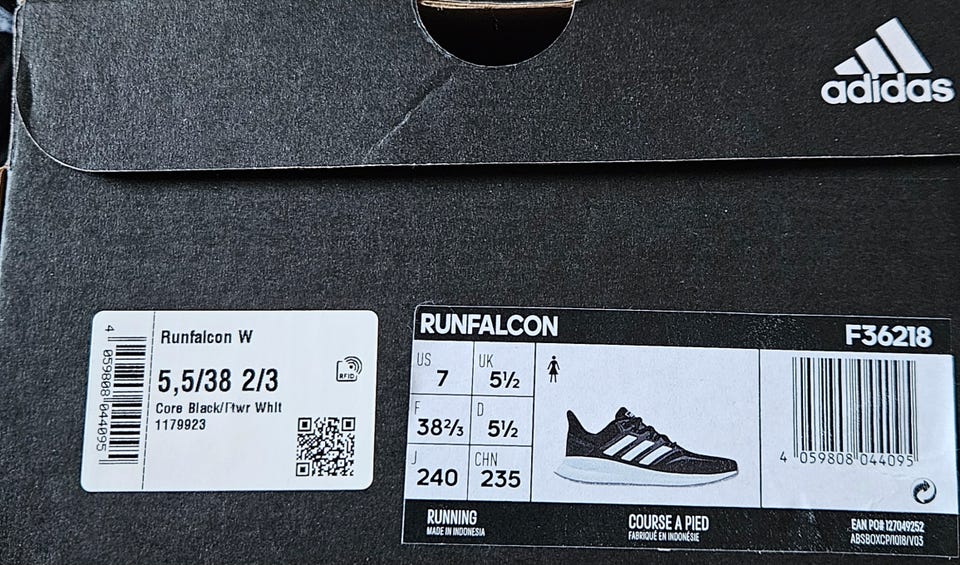 adidas
Runfalcon W
5,5/38 2/3
RFID
Core Black/Ftwr Whit
1179923
4 059808 044095
RUNFALCON
F36218
US 7
UK 5½
F 38⅔
D 5½
J 240
CHN 235
4 059808 044095
RUNNING
MADE IN INDONESIA
COURSE A PIED
FABRIQUÉ EN INDONÉSIE
EAN PO# 127049252
ABSBOXCP/1018/V03